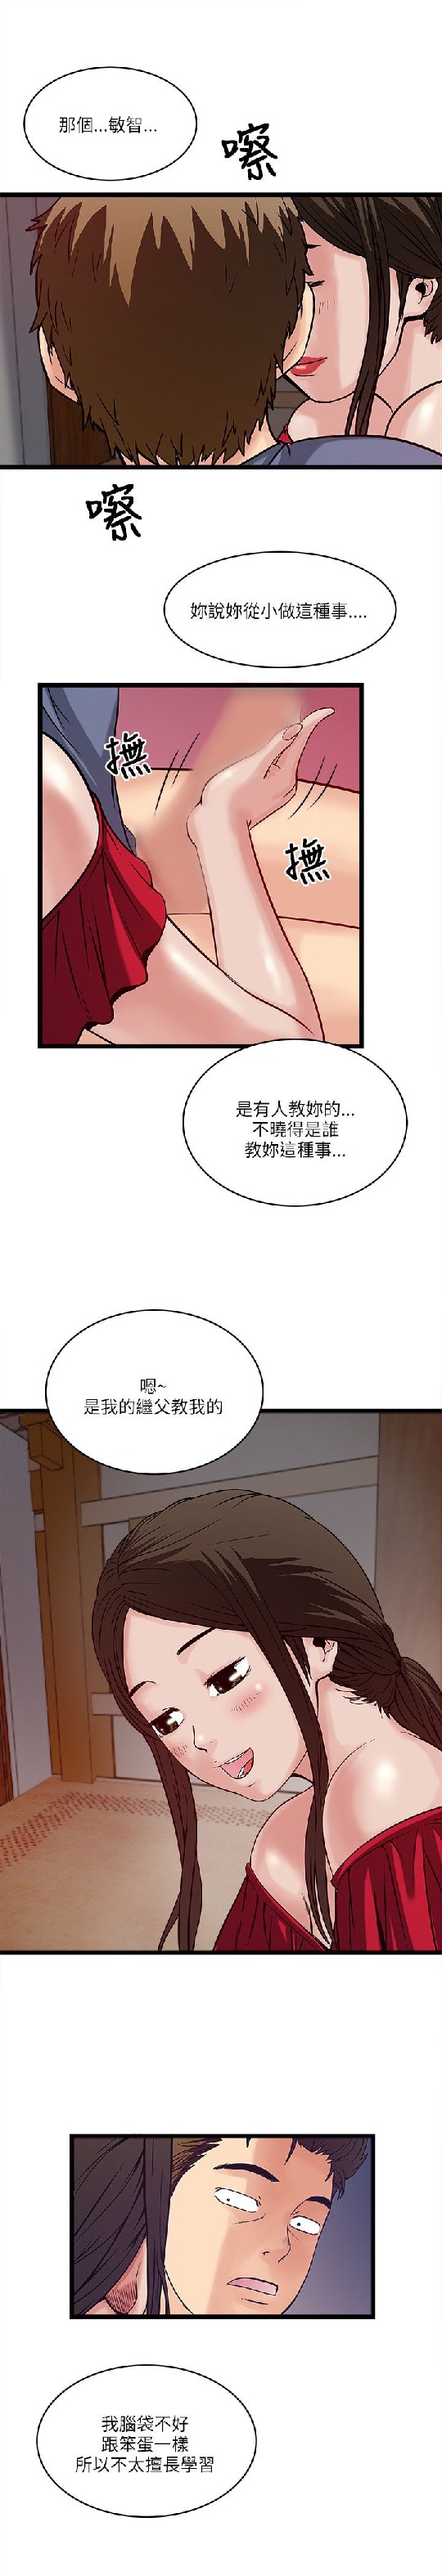 那個...敏智...
嚓
嚓
妳說妳從小做這種事....
撫
撫
是有人教妳的...
不曉得是誰
教妳這種事...
嗯~
是我的繼父教我的
我腦袋不好
跟笨蛋一樣
所以不太擅長學習